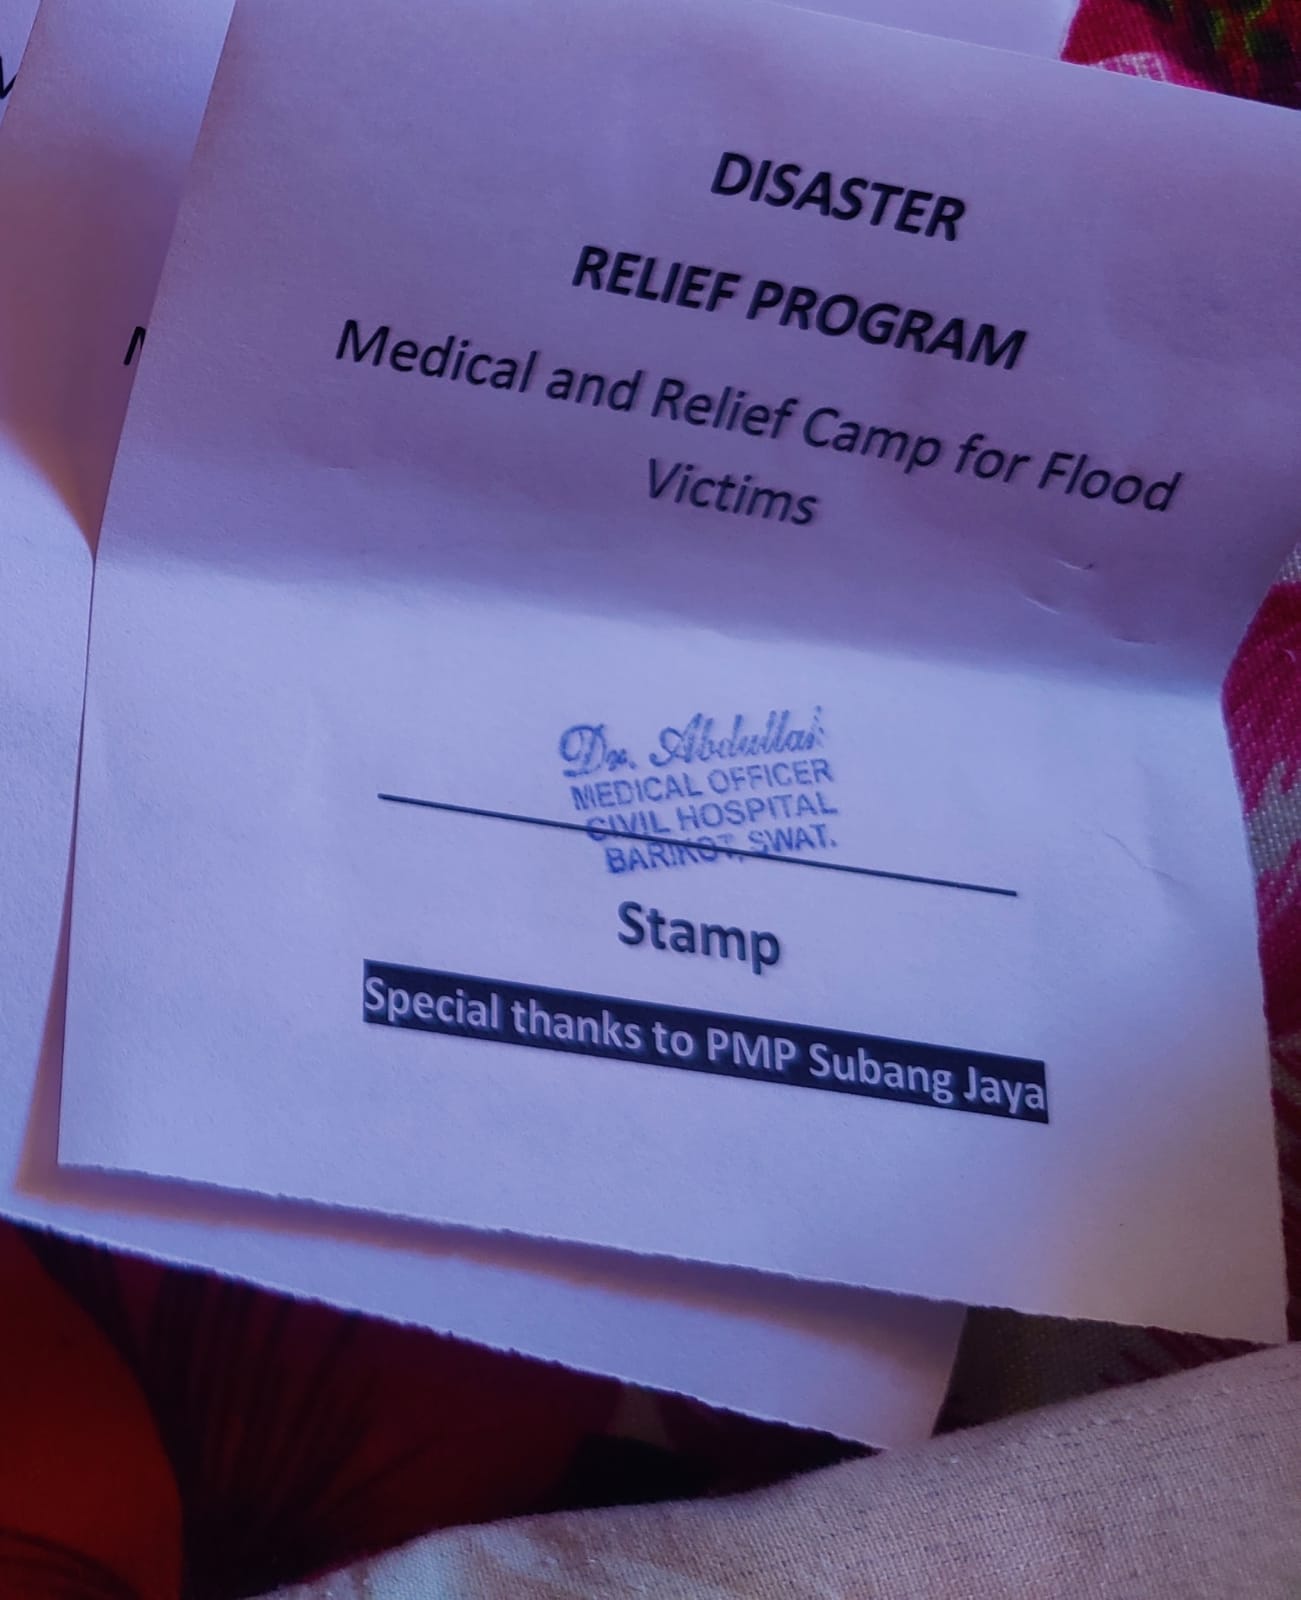 DISASTER
RELIEF PROGRAM
Medical and Relief Camp for Flood
Victims
Dr. Abdullah
MEDICAL OFFICER
CIVIL HOSPITAL
BARIKOT, SWAT.
Stamp
Special thanks to PMP Subang Jaya